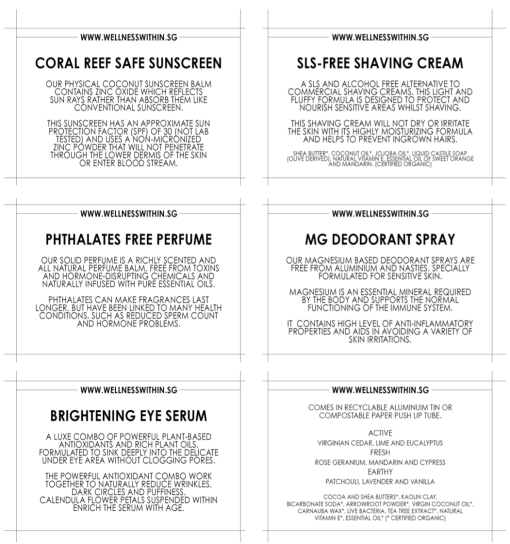 WWW.WELLNESSWITHIN.SG
CORAL REEF SAFE SUNSCREEN
OUR PHYSICAL COCONUT SUNSCREEN BALM
CONTAINS ZINC OXIDE WHICH REFLECTS
SUN RAYS RATHER THAN ABSORB THEM LIKE
CONVENTIONAL SUNSCREEN.
THIS SUNSCREEN HAS AN APPROXIMATE SUN
PROTECTION FACTOR (SPF) OF 30 (NOT LAB
TESTED) AND USES A NON-MICRONIZED
ZINC POWDER THAT WILL NOT PENETRATE
THROUGH THE LOWER DERMIS OF THE SKIN
OR ENTER BLOOD STREAM.
WWW.WELLNESSWITHIN.SG
SLS-FREE SHAVING CREAM
A SLS AND ALCOHOL FREE ALTERNATIVE TO
COMMERCIAL SHAVING CREAMS, THIS LIGHT AND
FLUFFY FORMULA IS DESIGNED TO PROTECT AND
NOURISH SENSITIVE AREAS WHILST SHAVING.
THIS SHAVING CREAM WILL NOT DRY OR IRRITATE
THE SKIN WITH ITS HIGHLY MOISTURIZING FORMULA
AND HELPS TO PREVENT INGROWN HAIRS.
SHEA BUTTER*, COCONUT OIL*, JOJOBA OIL*, LIQUID CASTILE SOAP
(OLIVE DERIVED), NATURAL VITAMIN E, ESSENTIAL OIL OF SWEET ORANGE
AND MANDARIN. (CERTIFIED ORGANIC)
WWW.WELLNESSWITHIN.SG
PHTHALATES FREE PERFUME
OUR SOLID PERFUME IS A RICHLY SCENTED AND
ALL NATURAL PERFUME BALM, FREE FROM TOXINS
AND HORMONE-DISRUPTING CHEMICALS AND
NATURALLY INFUSED WITH PURE ESSENTIAL OILS.
PHTHALATES CAN MAKE FRAGRANCES LAST
LONGER, BUT HAVE BEEN LINKED TO MANY HEALTH
CONDITIONS, SUCH AS REDUCED SPERM COUNT
AND HORMONE PROBLEMS.
WWW.WELLNESSWITHIN.SG
MG DEODORANT SPRAY
OUR MAGNESIUM BASED DEODORANT SPRAYS ARE
FREE FROM ALUMINIUM AND NASTIES, SPECIALLY
FORMULATED FOR SENSITIVE SKIN.
MAGNESIUM IS AN ESSENTIAL MINERAL REQUIRED
BY THE BODY AND SUPPORTS THE NORMAL
FUNCTIONING OF THE IMMUNE SYSTEM.
IT CONTAINS HIGH LEVEL OF ANTI-INFLAMMATORY
PROPERTIES AND AIDS IN AVOIDING A VARIETY OF
SKIN IRRITATIONS.
WWW.WELLNESSWITHIN.SG
BRIGHTENING EYE SERUM
A LUXE COMBO OF POWERFUL PLANT-BASED
ANTIOXIDANTS AND RICH PLANT OILS,
FORMULATED TO SINK DEEPLY INTO THE DELICATE
UNDER EYE AREA WITHOUT CLOGGING PORES.
THE POWERFUL ANTIOXIDANT COMBO WORK
TOGETHER TO NATURALLY REDUCE WRINKLES,
DARK CIRCLES AND PUFFINESS.
CALENDULA FLOWER PETALS SUSPENDED WITHIN
ENRICH THE SERUM WITH AGE.
WWW.WELLNESSWITHIN.SG
COMES IN RECYCLABLE ALUMINUIM TIN OR
COMPOSTABLE PAPER PUSH UP TUBE.
ACTIVE
VIRGINIAN CEDAR, LIME AND EUCALYPTUS
FRESH
ROSE GERANIUM, MANDARIN AND CYPRESS
EARTHY
PATCHOULI, LAVENDER AND VANILLA
COCOA AND SHEA BUTTERS*, KAOLIN CLAY,
BICARBONATE SODA*, ARROWROOT POWDER*, VIRGIN COCONUT OIL*,
CARNAUBA WAX*, LIVE BACTERIA, TEA TREE EXTRACT*, NATURAL
VITAMIN E*, ESSENTIAL OIL* (* CERTIFIED ORGANIC)